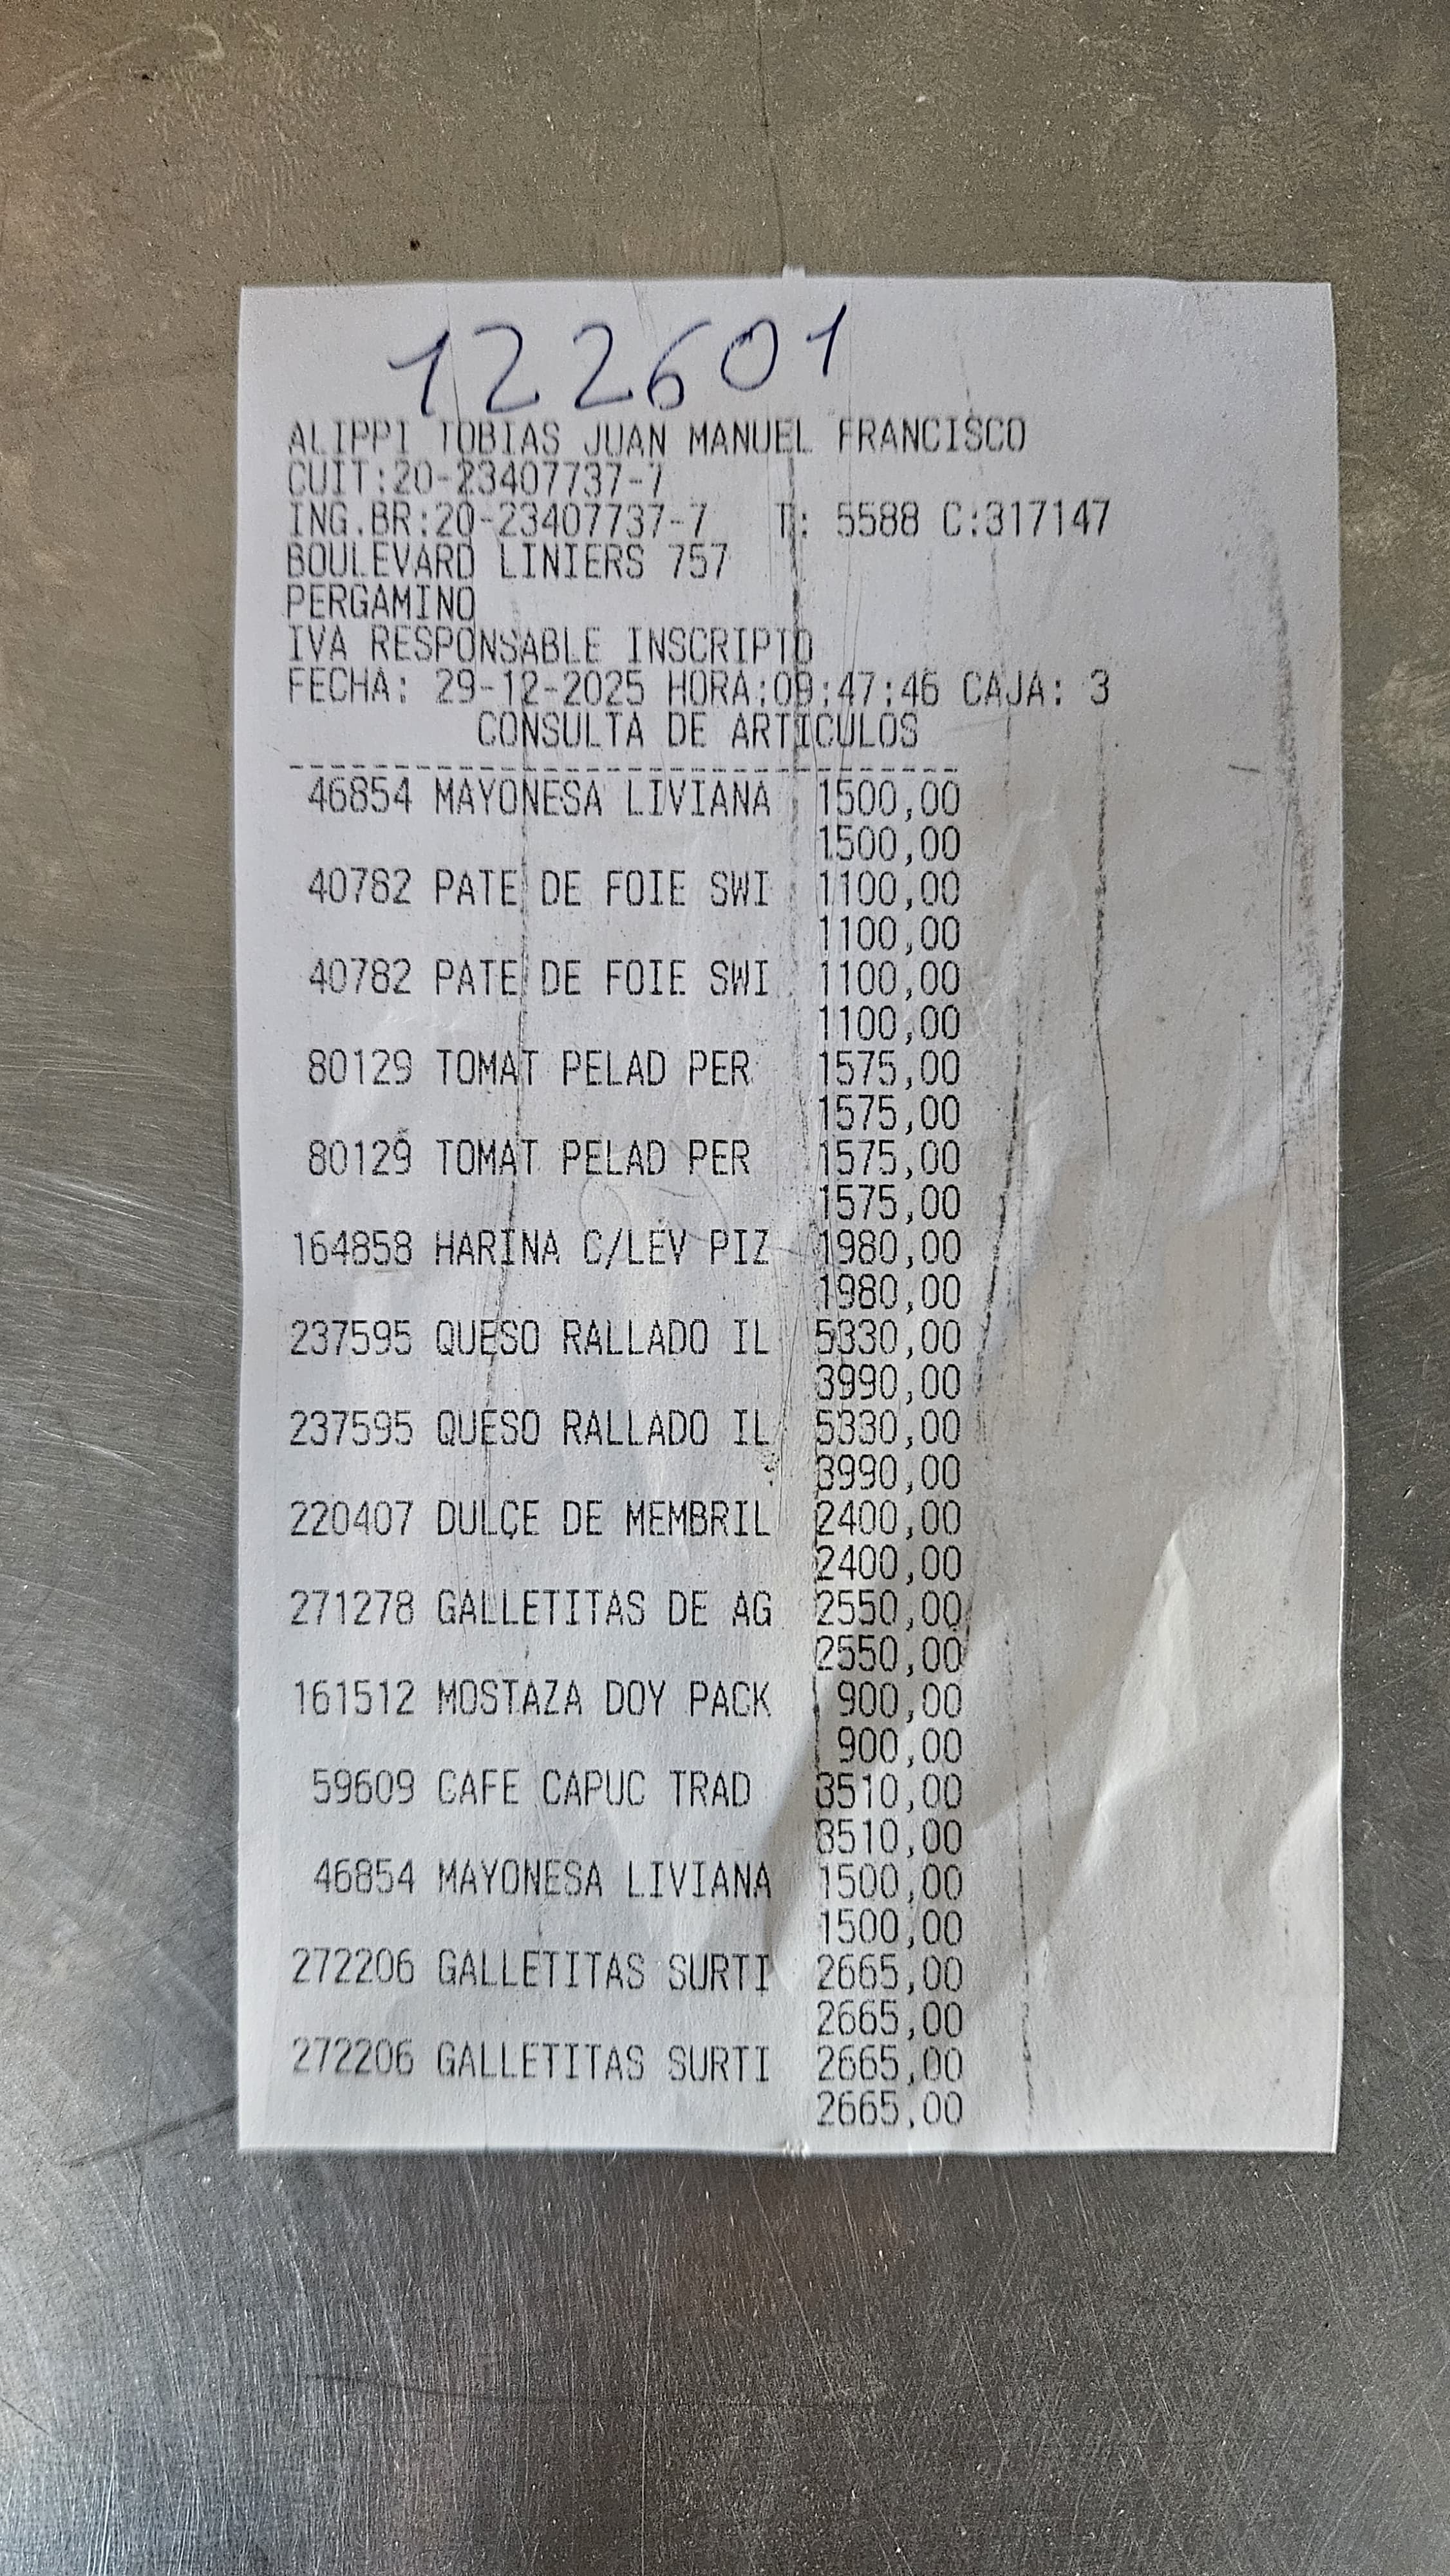 122601
ALIPPI TOBIAS JUAN MANUEL FRANCISCO
CUIT:20-23407737-7
ING.BR:20-23407737-7 T: 5588 C:317147
BOULEVARD LINIERS 757
PERGAMINO
IVA RESPONSABLE INSCRIPTO
FECHA: 29-12-2025 HORA:09:47:46 CAJA: 3
CONSULTA DE ARTICULOS
--------------------------------
46854 MAYONESA LIVIANA 1500,00
1500,00
40782 PATE DE FOIE SWI 1100,00
1100,00
40782 PATE DE FOIE SWI 1100,00
1100,00
80129 TOMAT PELAD PER 1575,00
1575,00
80129 TOMAT PELAD PER 1575,00
1575,00
164858 HARINA C/LEV PIZ 1980,00
1980,00
237595 QUESO RALLADO IL 5330,00
3990,00
237595 QUESO RALLADO IL 5330,00
3990,00
220407 DULCE DE MEMBRIL 2400,00
2400,00
271278 GALLETITAS DE AG 2550,00
2550,00
161512 MOSTAZA DOY PACK 900,00
900,00
59609 CAFE CAPUC TRAD 3510,00
3510,00
46854 MAYONESA LIVIANA 1500,00
1500,00
272206 GALLETITAS SURTI 2665,00
2665,00
272206 GALLETITAS SURTI 2665,00
2665,00